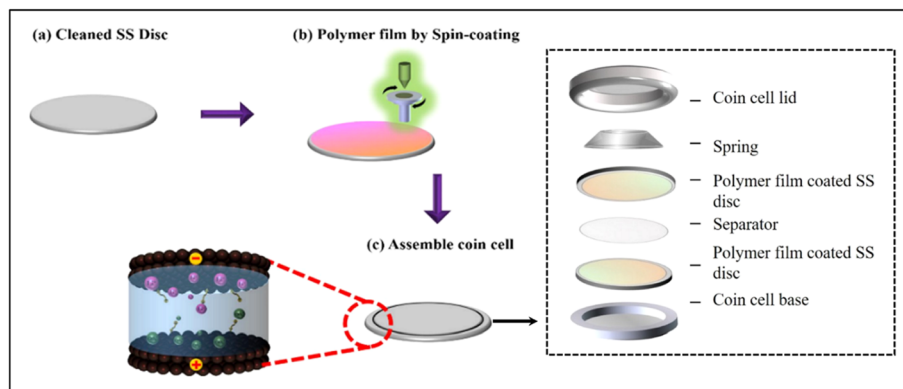 (a) Cleaned SS Disc
(b) Polymer film by Spin-coating
(c) Assemble coin cell
Coin cell lid
Spring
Polymer film coated SS
disc
Separator
Polymer film coated SS
disc
Coin cell base
−
+